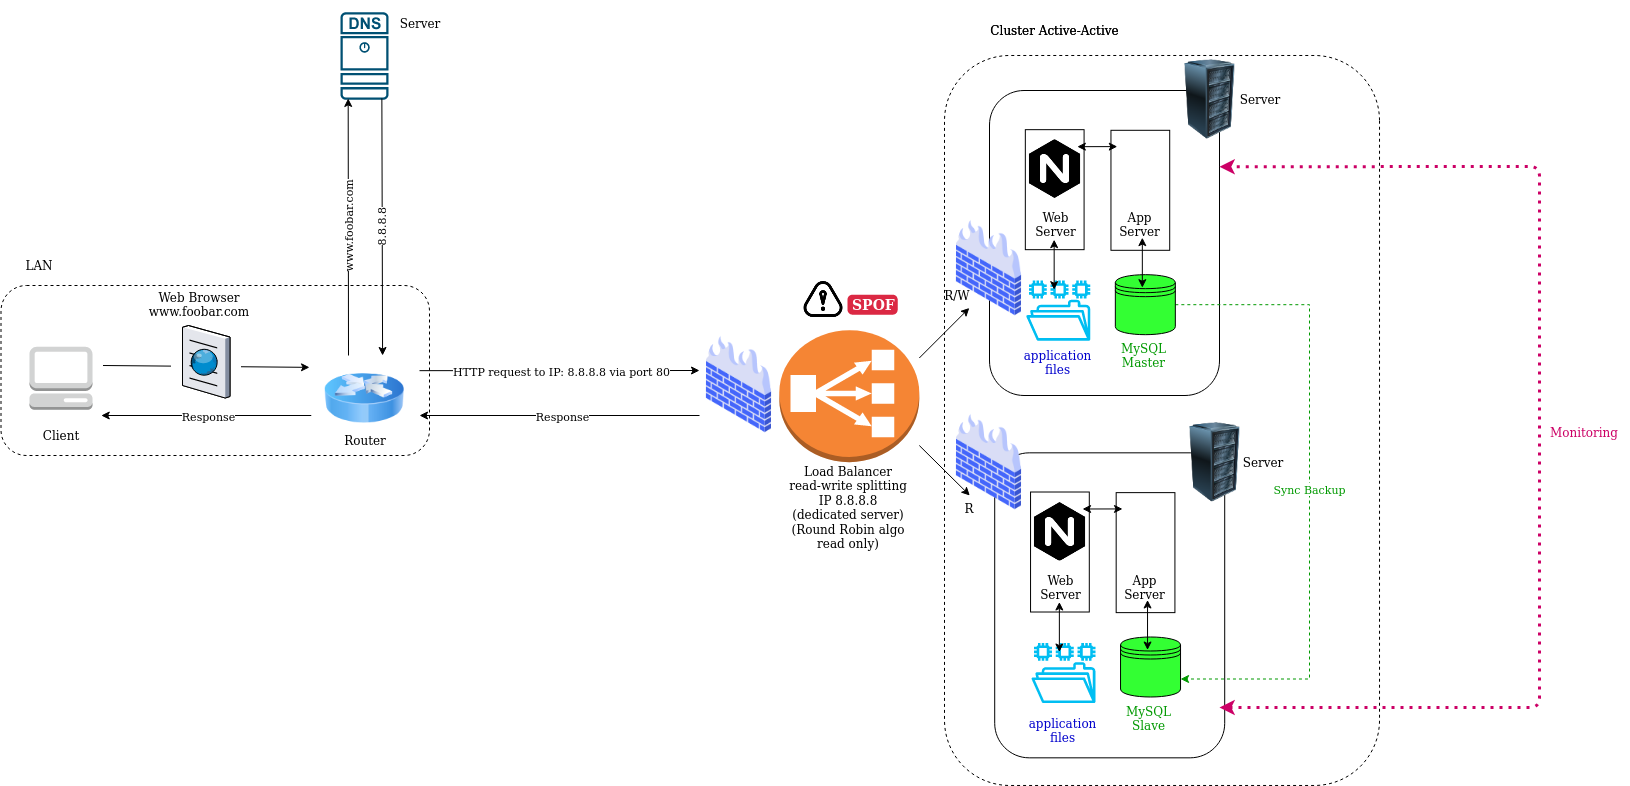 DNS
Server
www.foobar.com
8.8.8.8
LAN
Web Browser
www.foobar.com
Client
Response
Router
HTTP request to IP: 8.8.8.8 via port 80
Response
SPOF
Load Balancer
read-write splitting
IP 8.8.8.8
(dedicated server)
(Round Robin algo
read only)
R/W
R
Cluster Active-Active
Server
N
Web
Server
App
Server
application
files
MySQL
Master
Server
N
Web
Server
App
Server
application
files
MySQL
Slave
Sync Backup
Monitoring